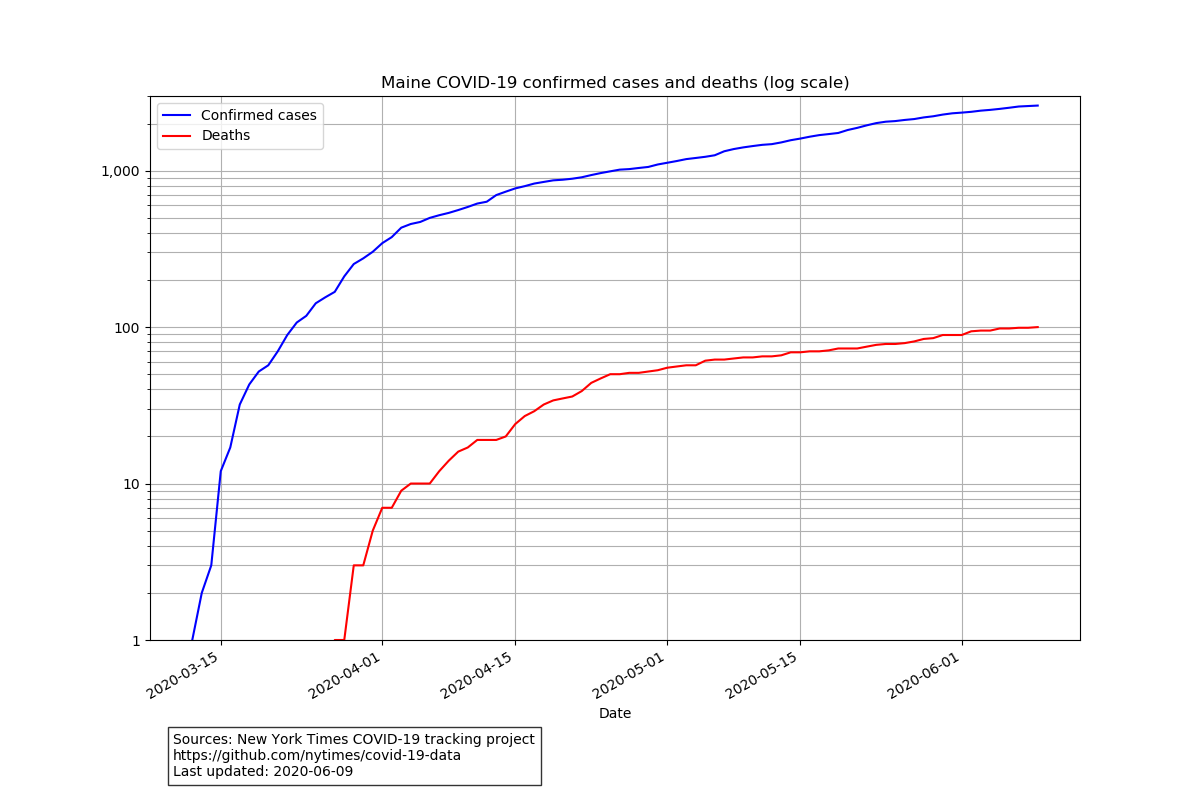 Maine COVID-19 confirmed cases and deaths (log scale)
Confirmed cases
Deaths
1,000
100
10
1
2020-03-15
2020-04-01
2020-04-15
2020-05-01
2020-05-15
2020-06-01
Date
Sources: New York Times COVID-19 tracking project
https://github.com/nytimes/covid-19-data
Last updated: 2020-06-09